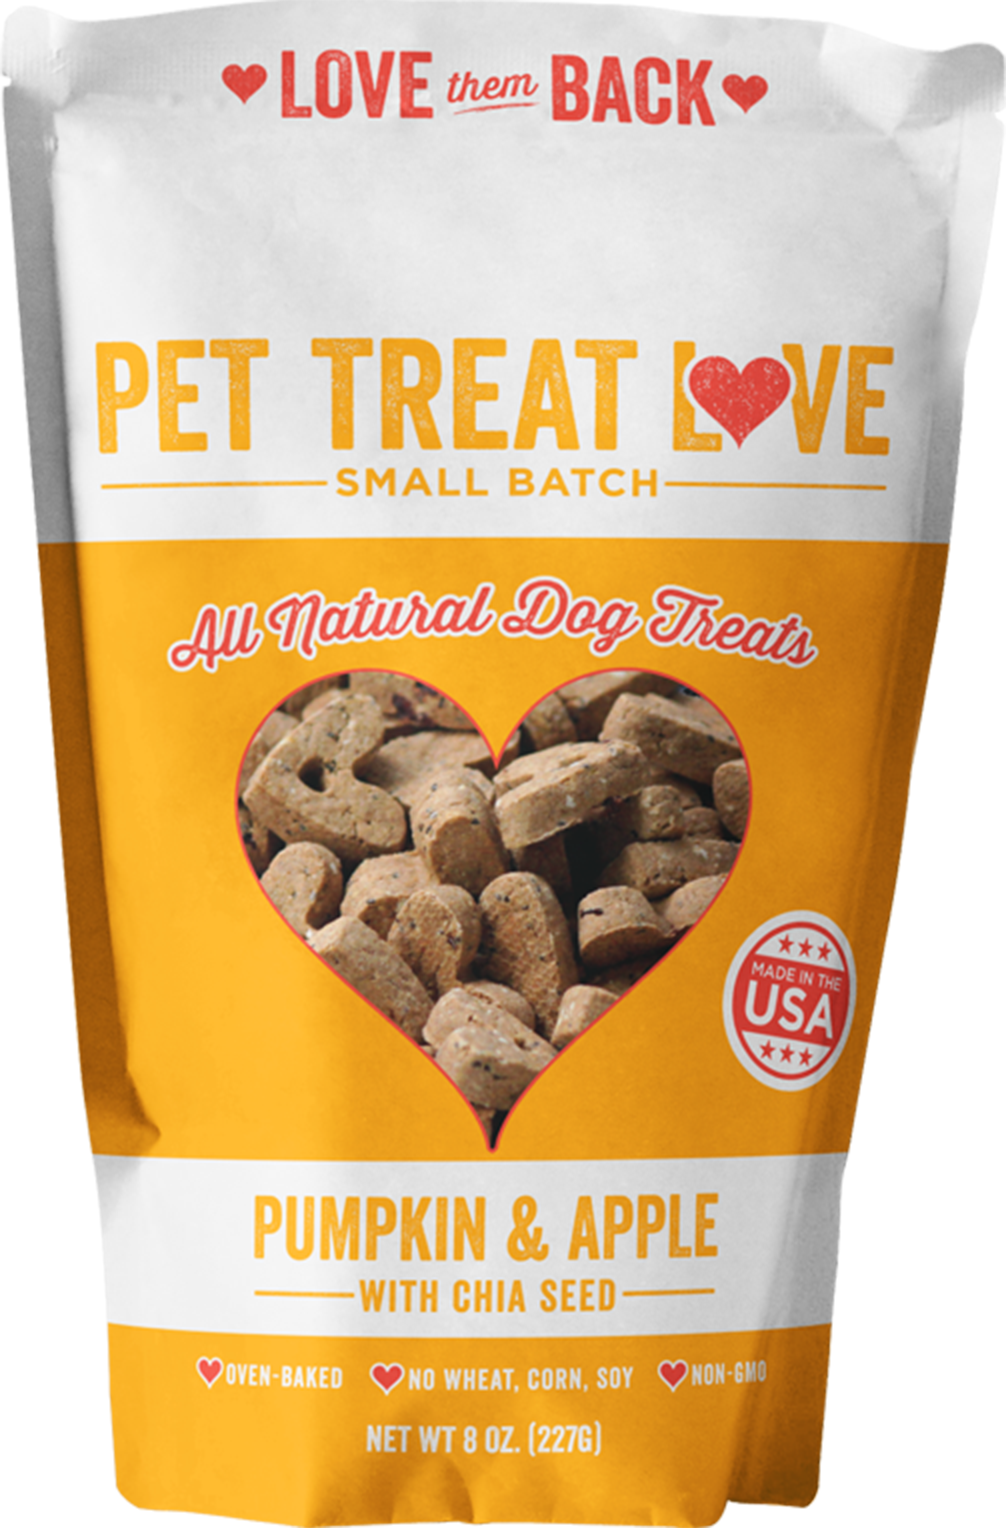 LOVE them BACK
PET TREAT LOVE
SMALL BATCH
All Natural Dog Treats
MADE IN THE
USA
PUMPKIN & APPLE
WITH CHIA SEED
OVEN-BAKED NO WHEAT, CORN, SOY NON-GMO
NET WT 8 OZ. (227G)